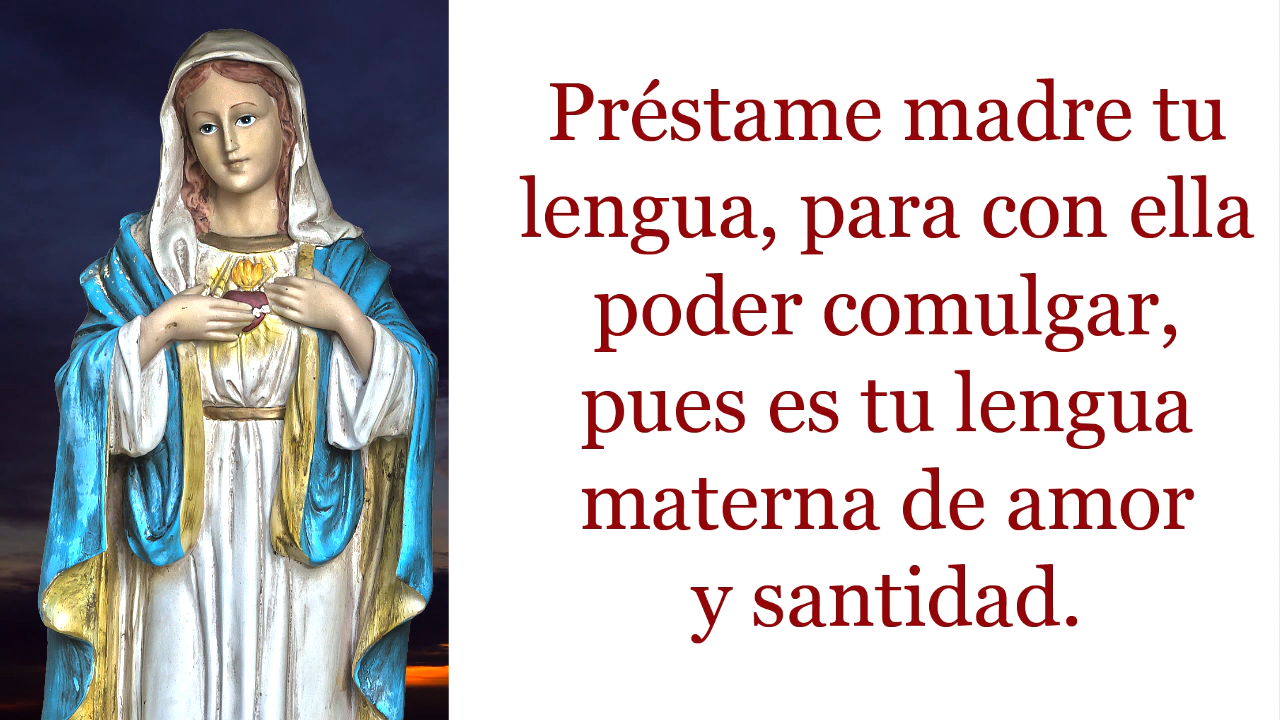 Préstame madre tu
lengua, para con ella
poder comulgar,
pues es tu lengua
materna de amor
y santidad.